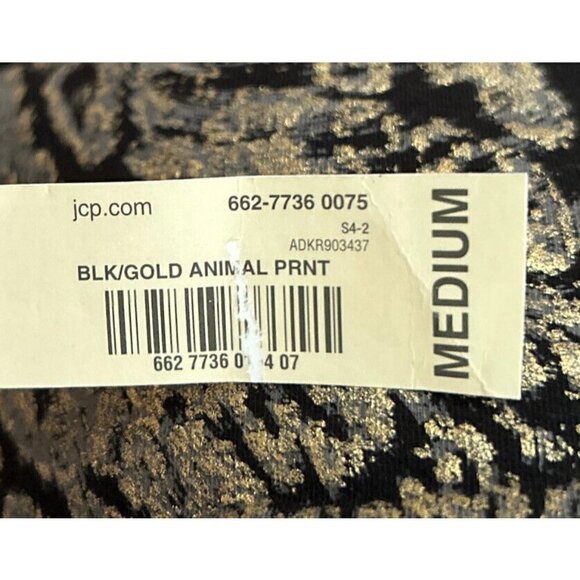 jcp.com 662-7736 0075
S4-2
ADKR903437
BLK/GOLD ANIMAL PRNT
662 7736 07
MEDIUM